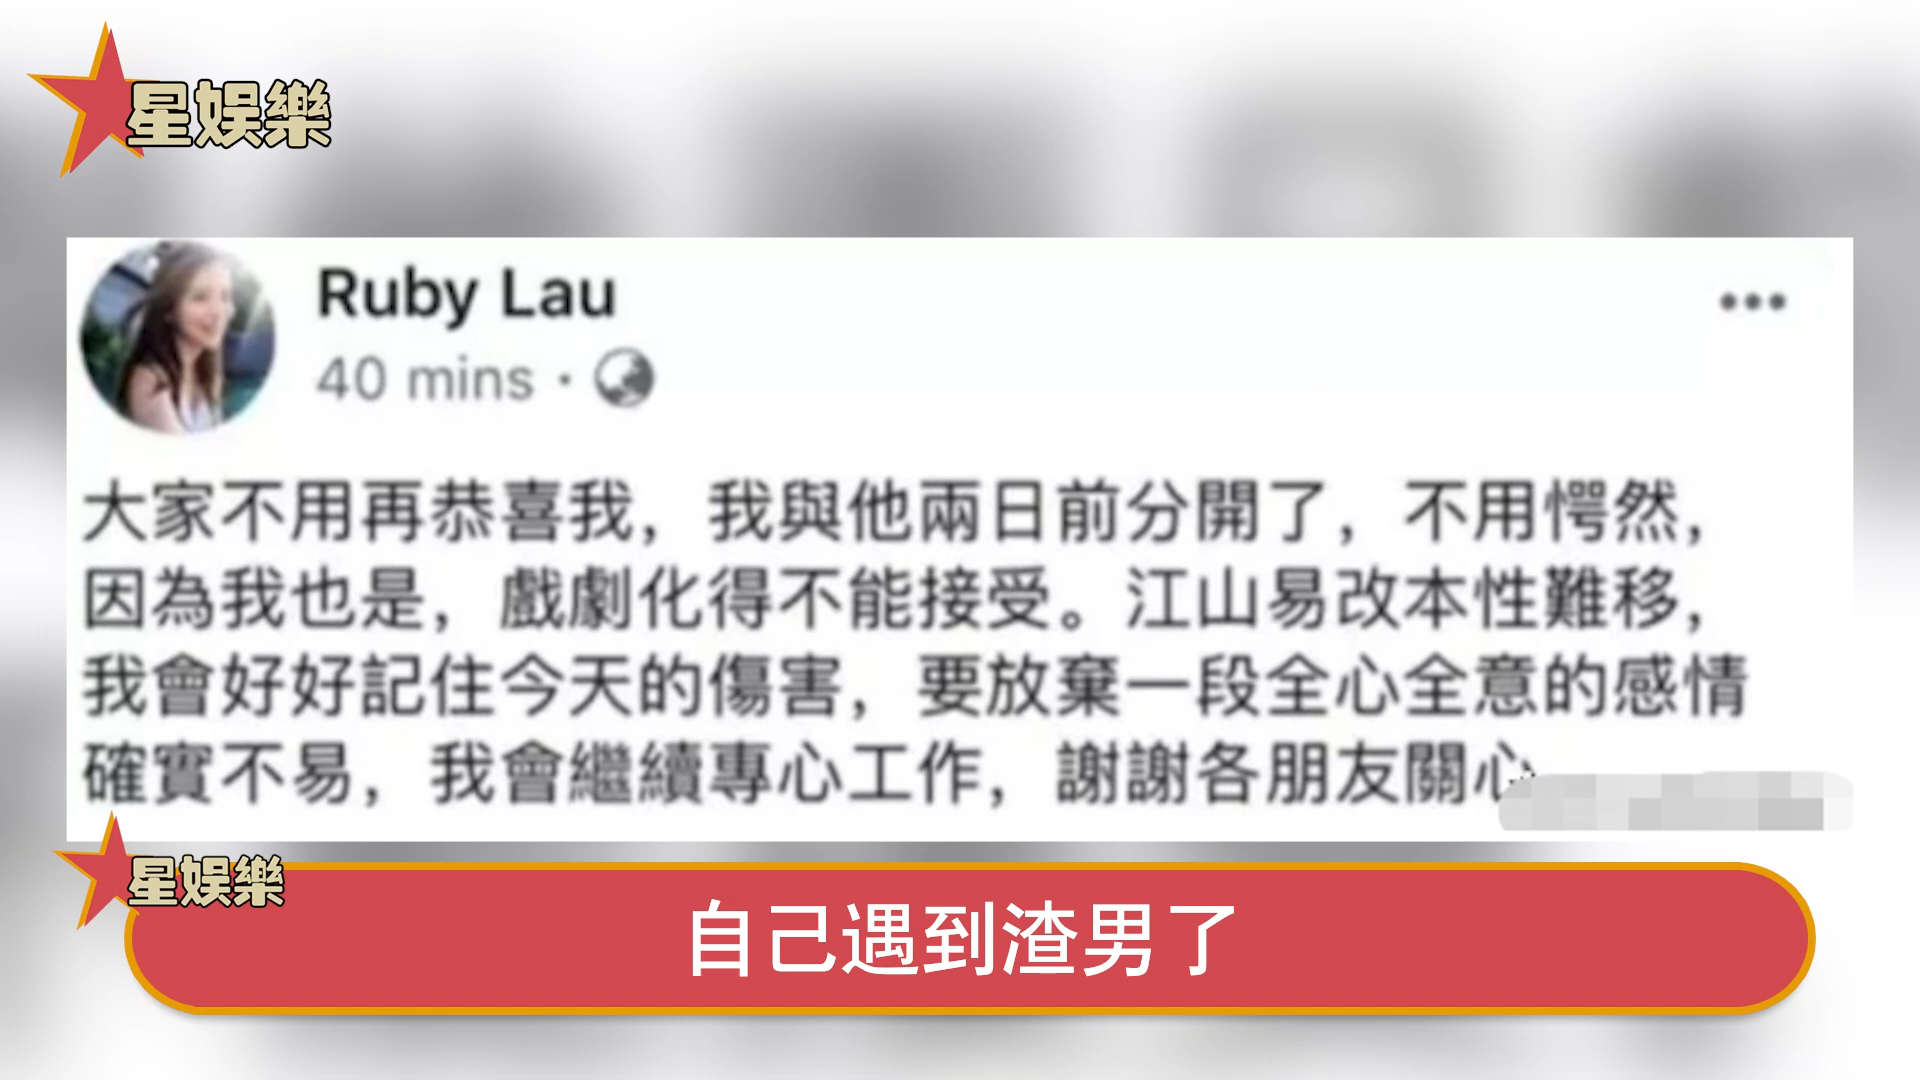 星娛樂
Ruby Lau
40 mins ·
大家不用再恭喜我，我與他兩日前分開了，不用愕然，
因為我也是，戲劇化得不能接受。江山易改本性難移，
我會好好記住今天的傷害，要放棄一段全心全意的感情
確實不易，我會繼續專心工作，謝謝各朋友關心
星娛樂
自己遇到渣男了